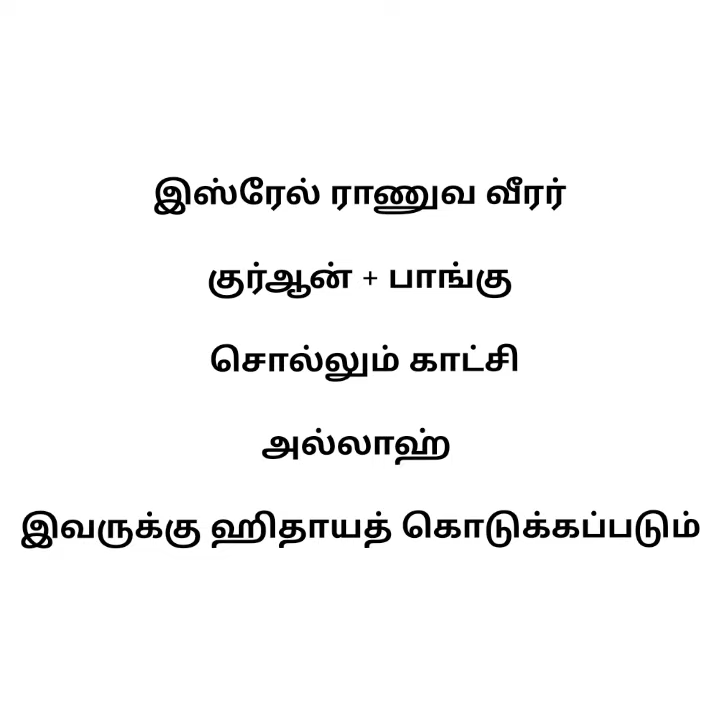 இஸ்ரேல் ராணுவ வீரர்
குர்ஆன் + பாங்கு
சொல்லும் காட்சி
அல்லாஹ்
இவருக்கு ஹிதாயத் கொடுக்கப்படும்